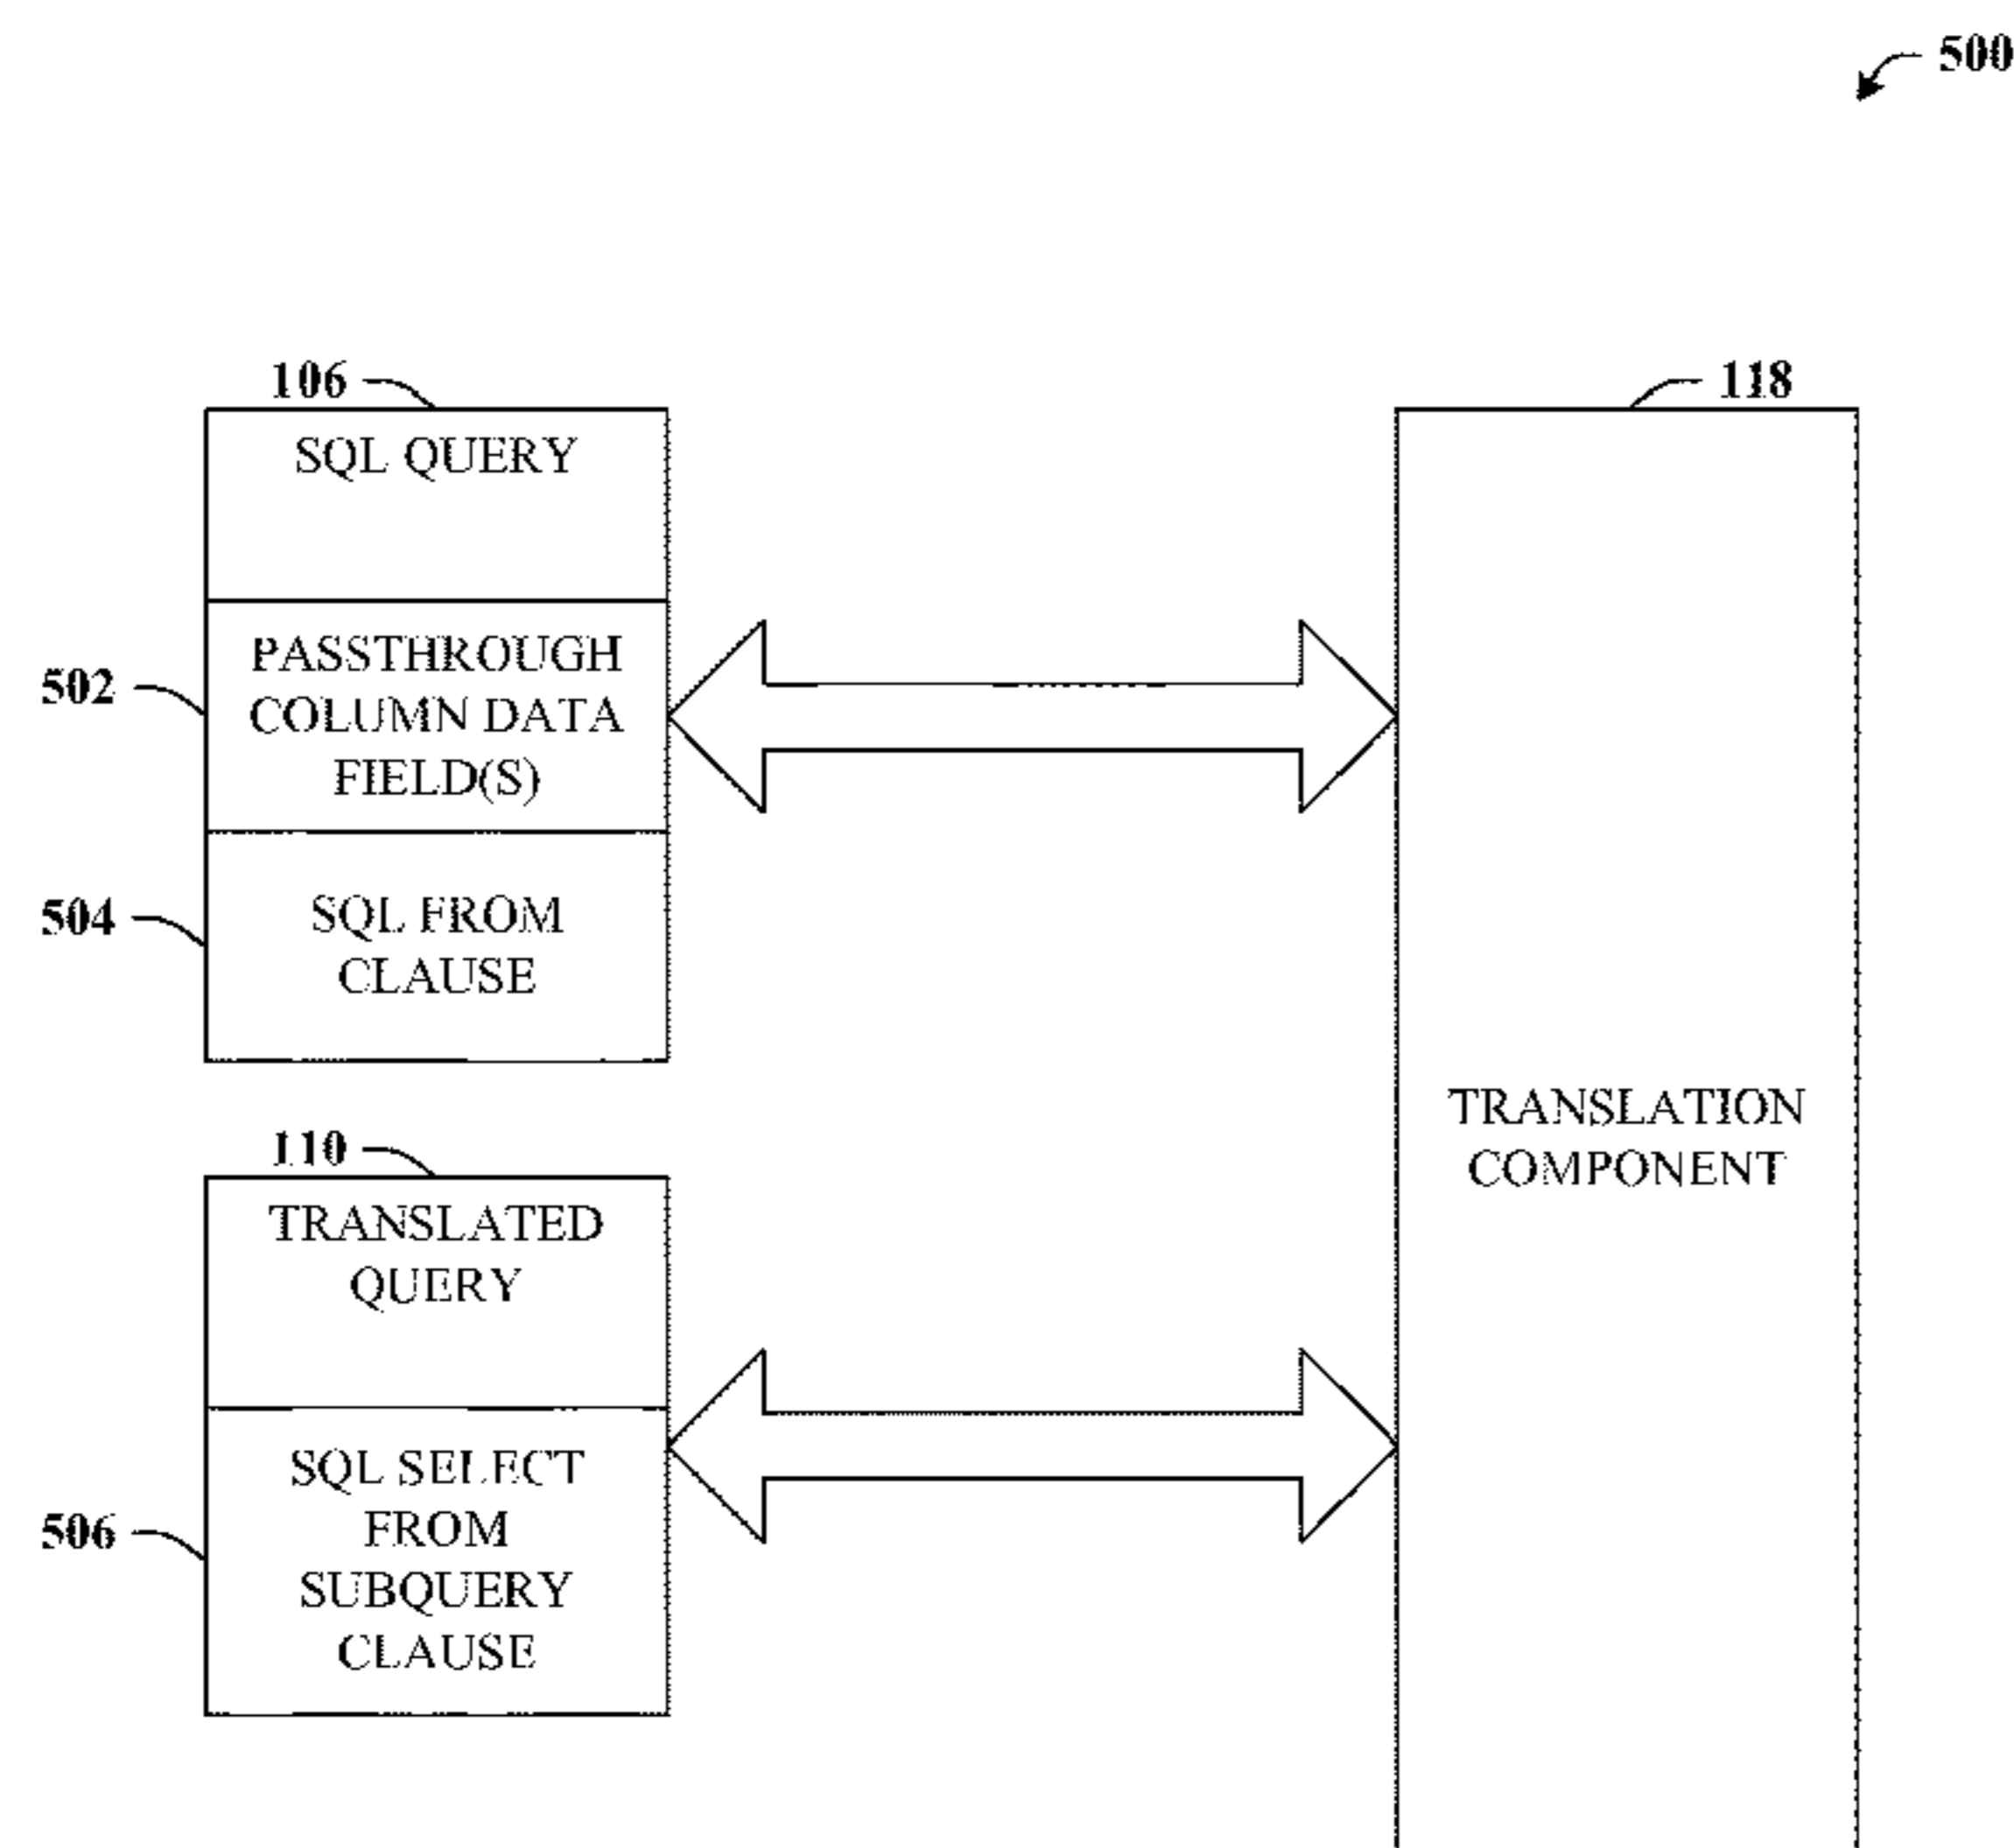 500
106
118
SQL QUERY
502
PASSTHROUGH
COLUMN DATA
FIELD(S)
504
SQL FROM
CLAUSE
110
TRANSLATED
QUERY
TRANSLATION
COMPONENT
506
SQL SELECT
FROM
SUBQUERY
CLAUSE